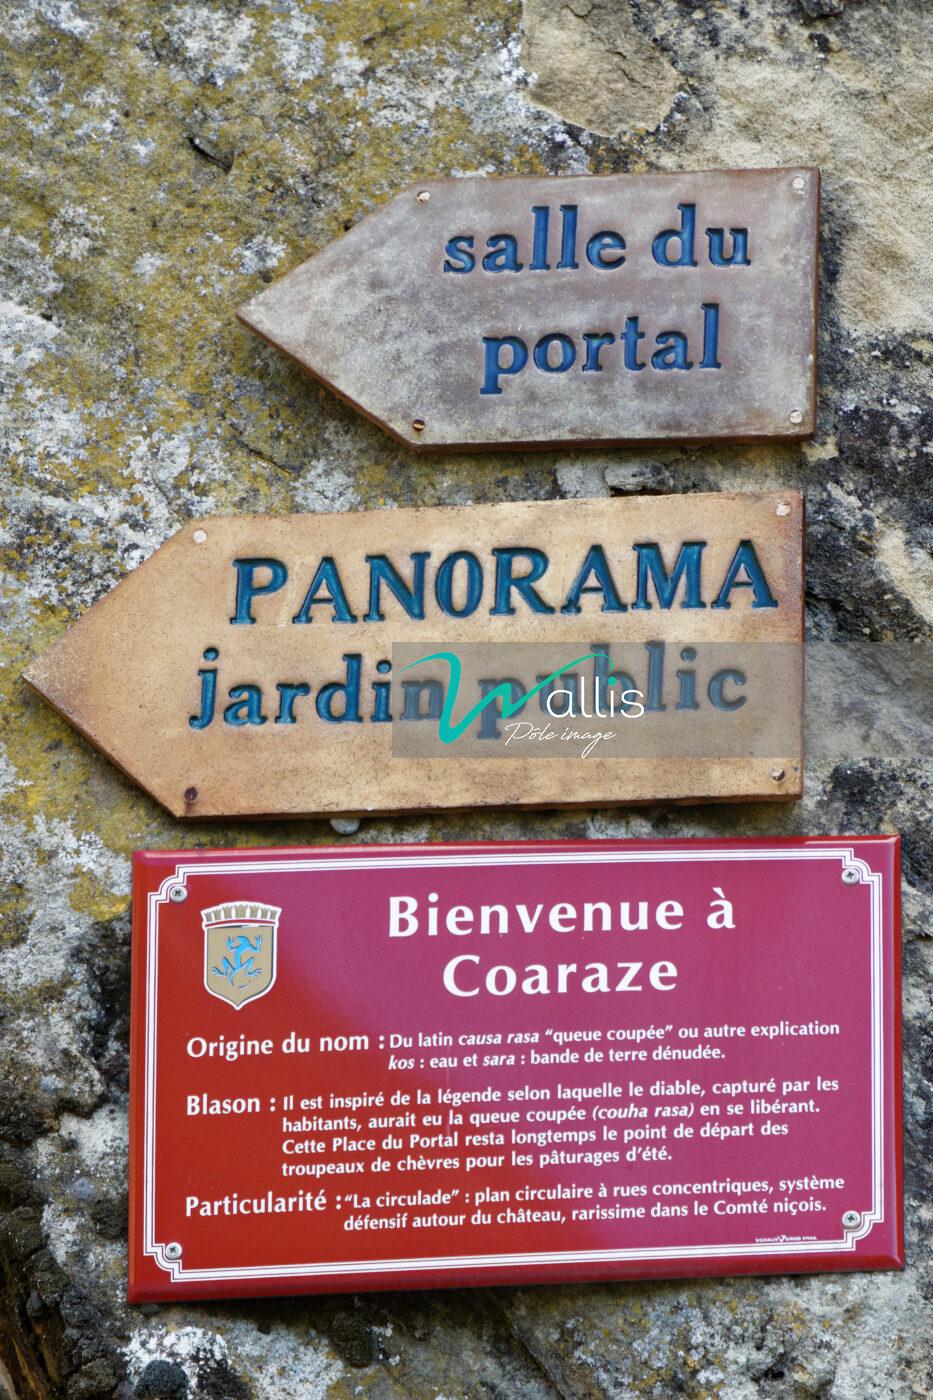 salle du
portal
PANORAMA
jardin public
Wallis
Pôle image
Bienvenue à
Coaraze
Origine du nom : Du latin causa rasa “queue coupée” ou autre explication
kos : eau et sara : bande de terre dénudée.
Blason : Il est inspiré de la légende selon laquelle le diable, capturé par les
habitants, aurait eu la queue coupée (couha rasa) en se libérant.
Cette Place du Portal resta longtemps le point de départ des
troupeaux de chèvres pour les pâturages d’été.
Particularité : “La circulade” : plan circulaire à rues concentriques, système
défensif autour du château, rarissime dans le Comté niçois.
SIGNAUX GIROD EMAIL